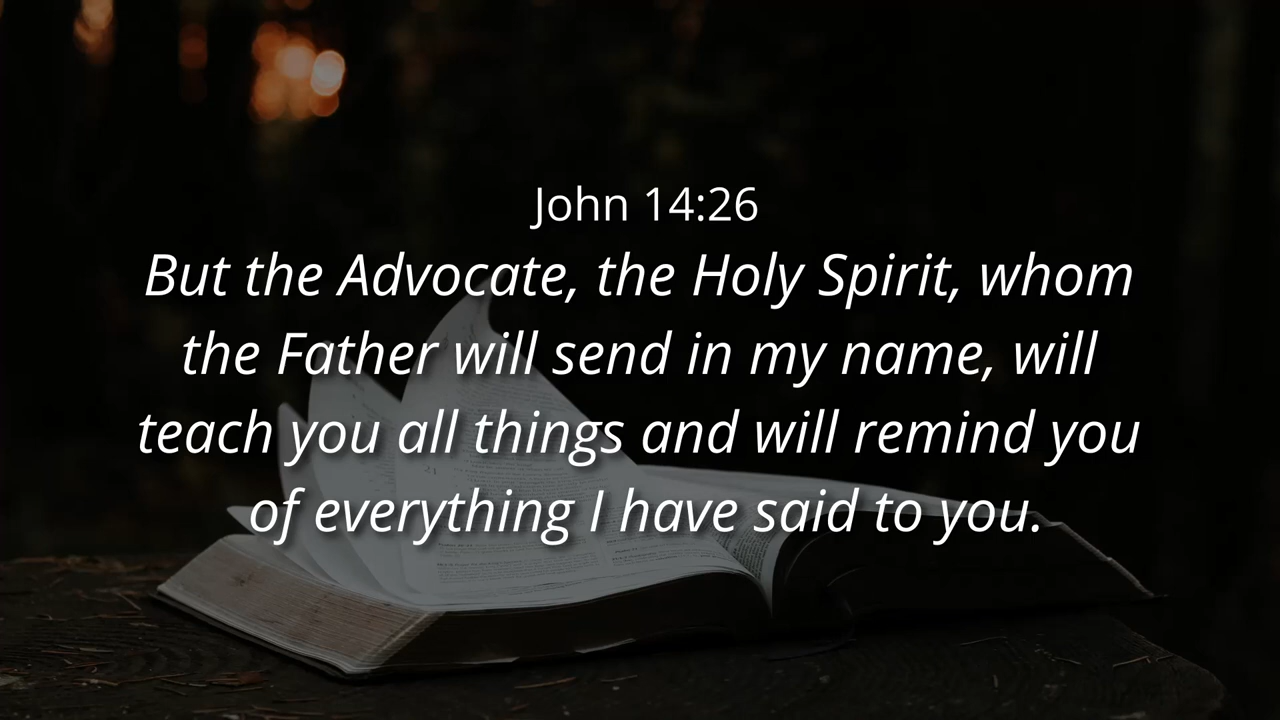 John 14:26
But the Advocate, the Holy Spirit, whom
the Father will send in my name, will
teach you all things and will remind you
of everything I have said to you.